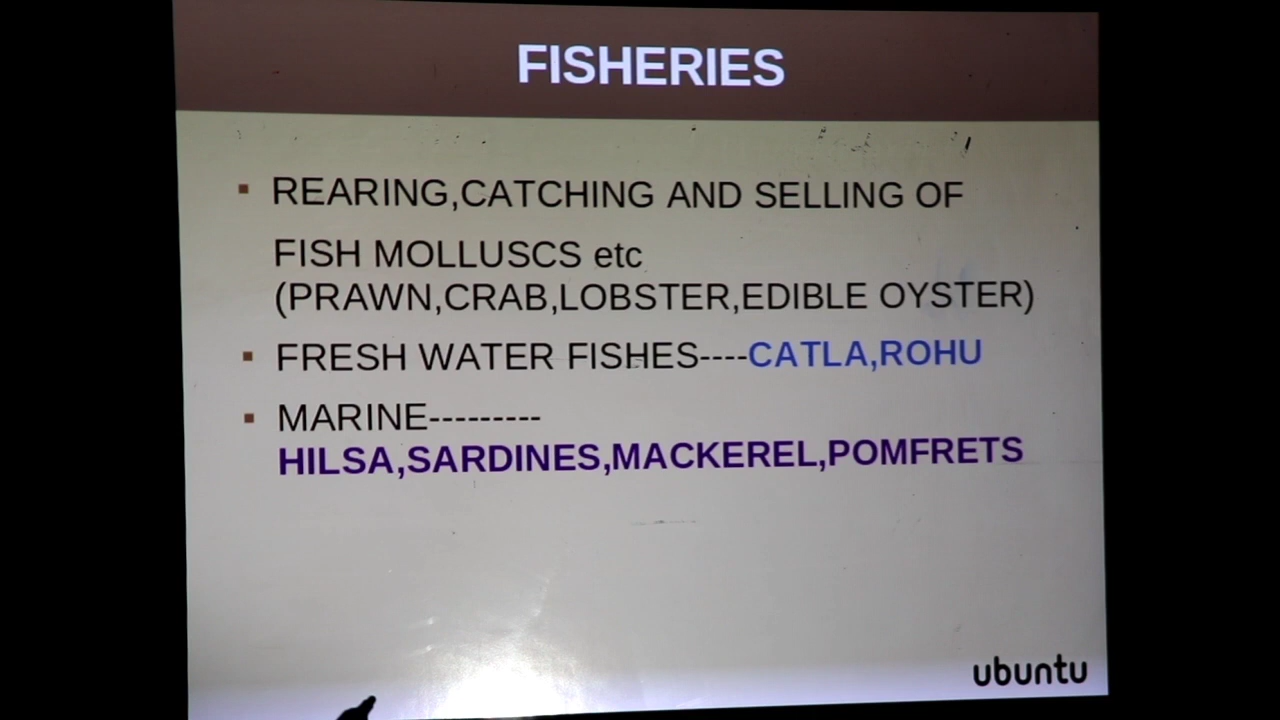 FISHERIES
REARING,CATCHING AND SELLING OF
FISH MOLLUSCS etc
(PRAWN,CRAB,LOBSTER,EDIBLE OYSTER)
FRESH WATER FISHES----CATLA,ROHU
MARINE---------
HILSA,SARDINES,MACKEREL,POMFRETS
ubuntu